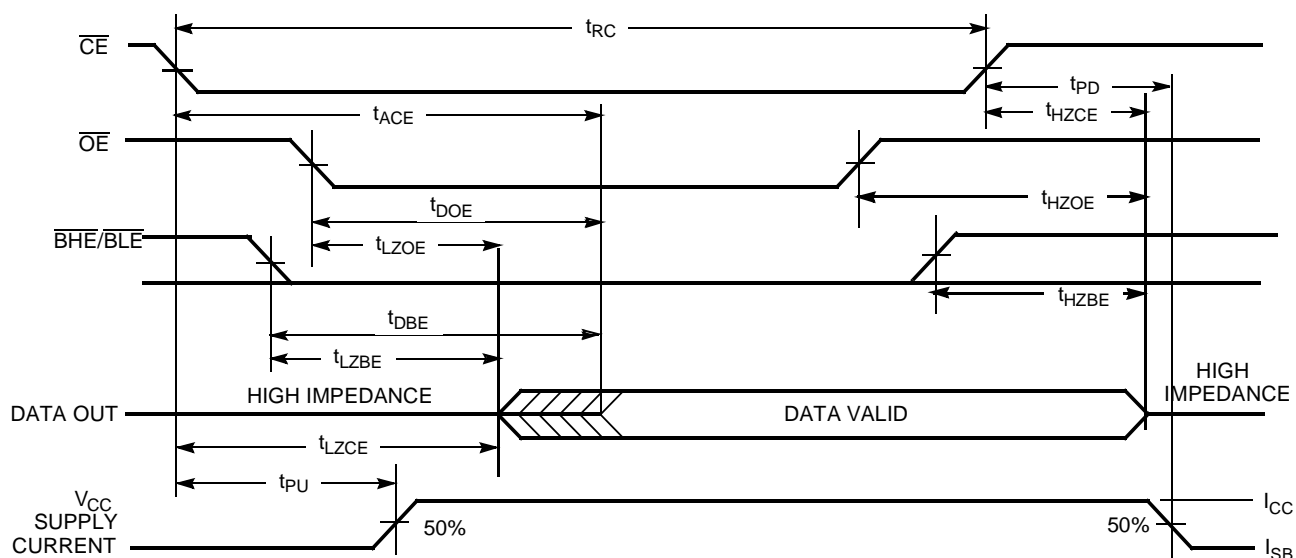 tRC
CE
tPD
tACE
tHZCE
OE
tDOE
tHZOE
BHE/BLE
tLZOE
tHZBE
tDBE
tLZBE
HIGH IMPEDANCE
HIGH
IMPEDANCE
DATA OUT
DATA VALID
tLZCE
tPU
VCC
SUPPLY
CURRENT
50%
50%
ICC
ISB